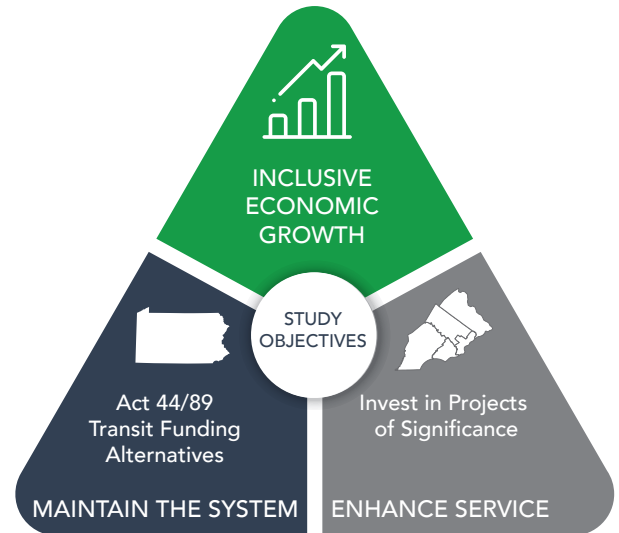 INCLUSIVE
ECONOMIC
GROWTH
STUDY
OBJECTIVES
Act 44/89
Transit Funding
Alternatives
MAINTAIN THE SYSTEM
Invest in Projects
of Significance
ENHANCE SERVICE